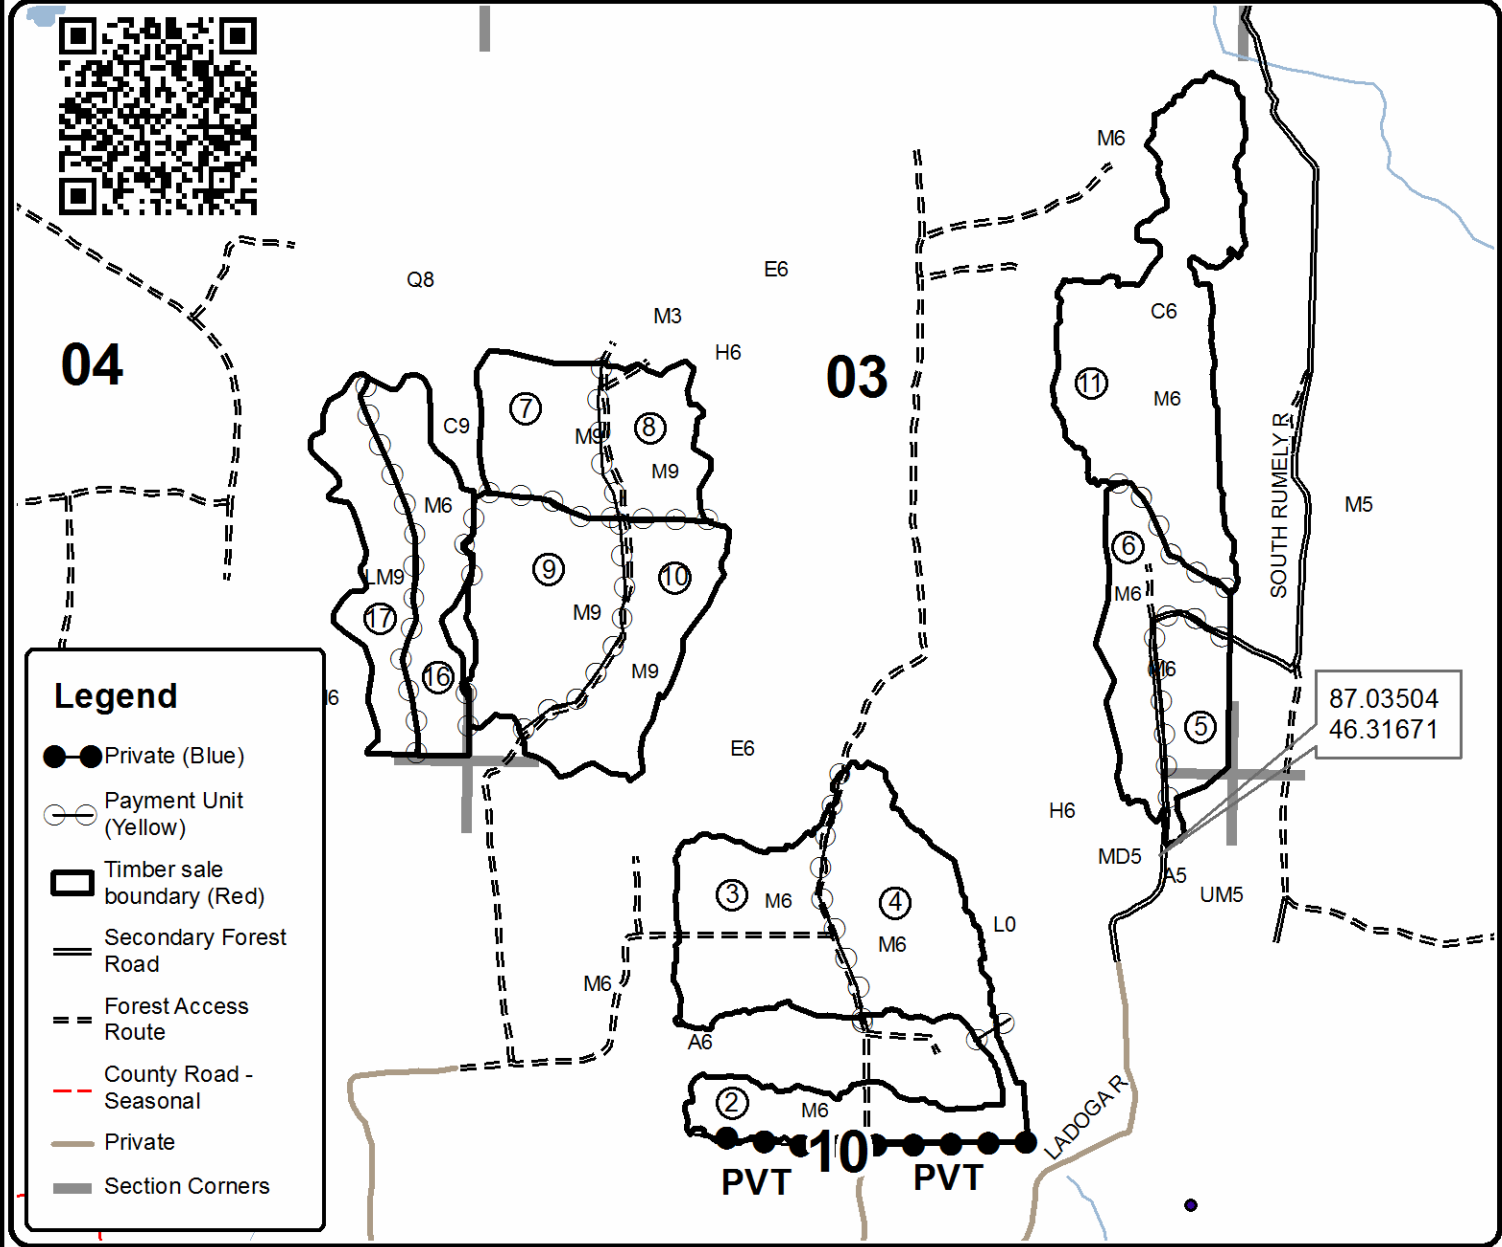 M6
Q8
E6
M3
H6
04
03
C6
11
M6
7
8
C9
M9
M9
SOUTH RUMELY R
M6
M5
6
9
10
LM9
M6
17
M9
M6
M9
16
5
87.03504
46.31671
E6
H6
MD5
A5
UM5
3
M6
4
M6
L0
M6
A6
2
M6
LADOGA R
10
PVT
PVT
Legend
Private (Blue)
Payment Unit
(Yellow)
Timber sale
boundary (Red)
Secondary Forest
Road
Forest Access
Route
County Road -
Seasonal
Private
Section Corners